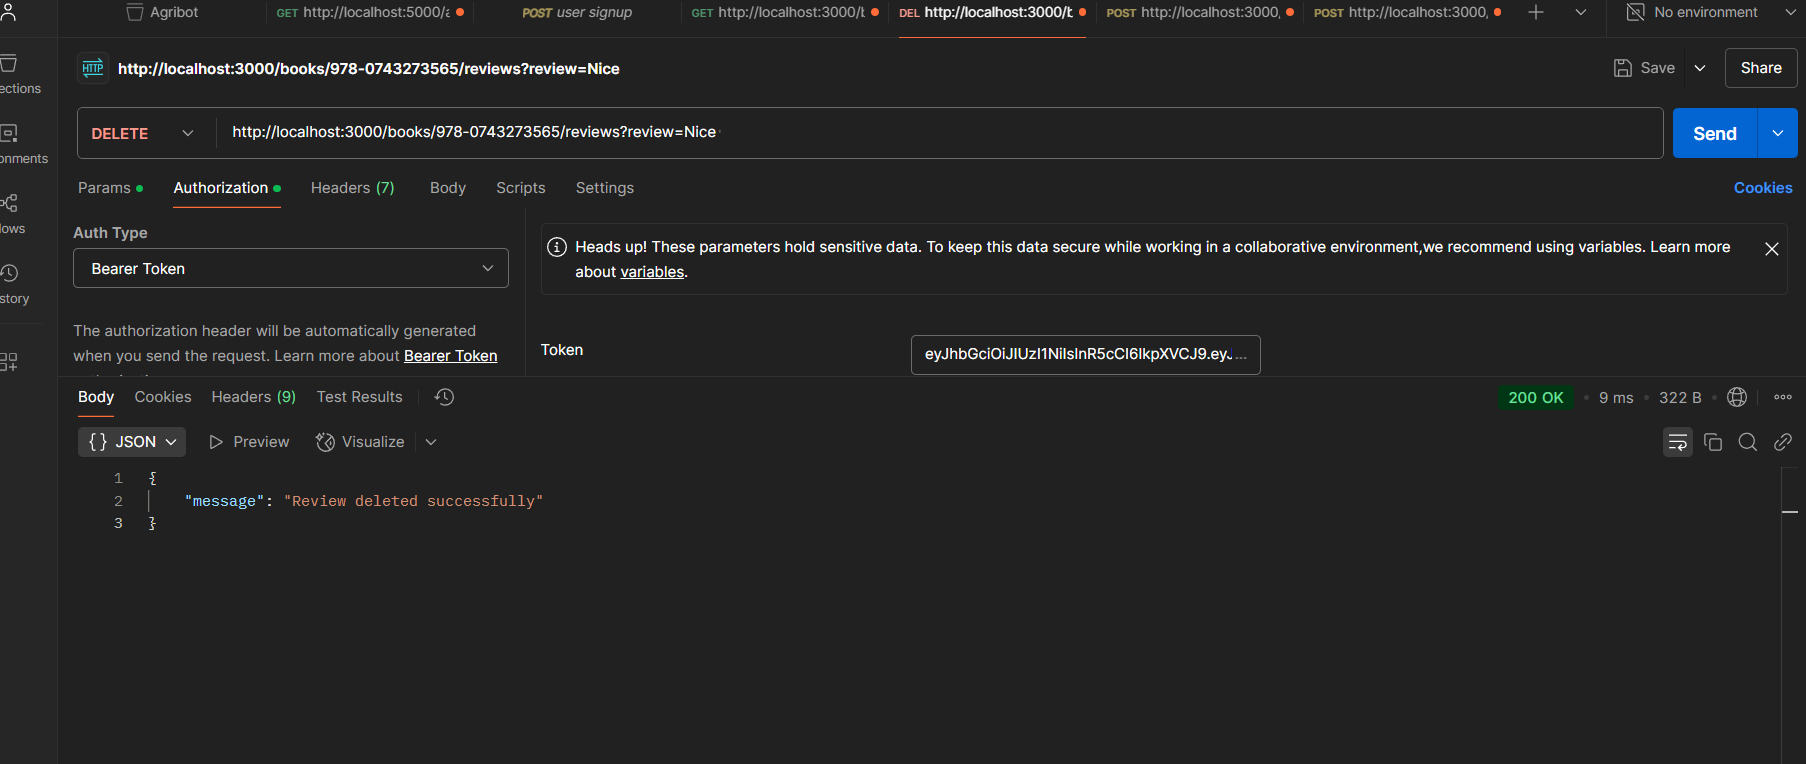 Agribot
GET http://localhost:5000/a
POST user signup
GET http://localhost:3000/b
DEL http://localhost:3000/b
POST http://localhost:3000,
POST http://localhost:3000,
No environment
HTTP http://localhost:3000/books/978-0743273565/reviews?review=Nice
Save
Share
ections
DELETE
http://localhost:3000/books/978-0743273565/reviews?review=Nice
Send
onments
Params
Authorization
Headers (7)
Body
Scripts
Settings
Cookies
lows
Auth Type
Bearer Token
Heads up! These parameters hold sensitive data. To keep this data secure while working in a collaborative environment,we recommend using variables. Learn more
about variables.
story
The authorization header will be automatically generated
when you send the request. Learn more about Bearer Token
Token
eyJhbGciOiJIUzI1NiIsInR5cCI6IkpXVCJ9.eyJ ...
Body
Cookies
Headers (9)
Test Results
200 OK
9 ms
322 B
{} JSON
Preview
Visualize
1 {
2 "message": "Review deleted successfully"
3 }